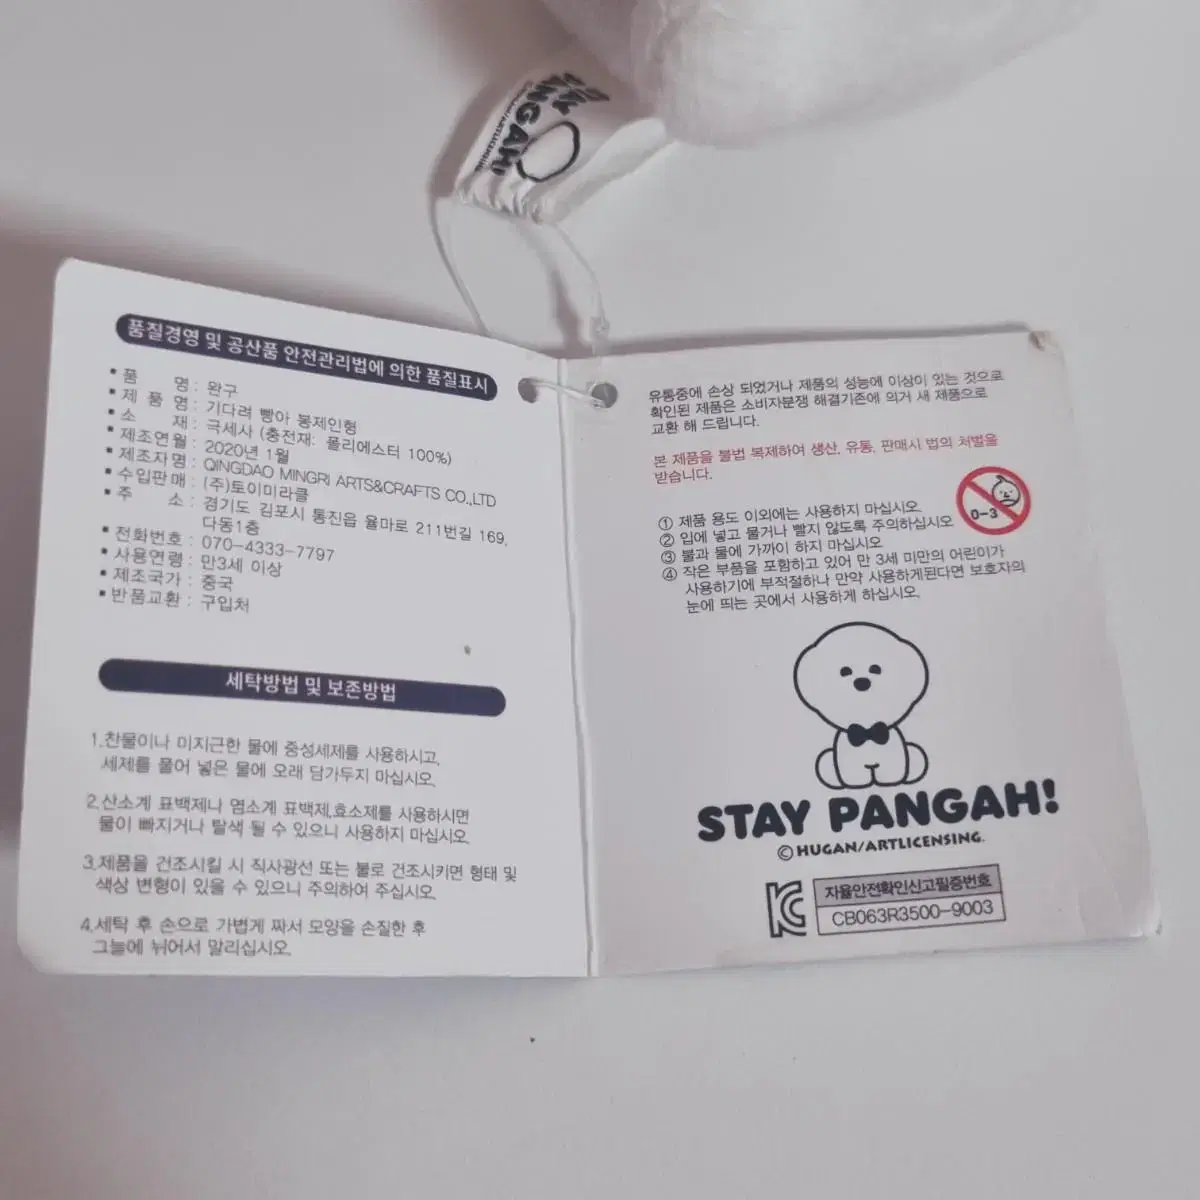 STAY
PANGAH!
품질경영 및 공산품 안전관리법에 의한 품질표시
▪ 품 명 : 완구
▪ 제 품 명 : 기다려 빵아 봉제인형
▪ 소 재 : 극세사 (충전재: 폴리에스터 100%)
▪ 제조연월 : 2020년 1월
▪ 제조자명 : QINGDAO MINGRI ARTS&CRAFTS CO.,LTD
▪ 수입판매 : (주)토이미라클
▪ 주 소 : 경기도 김포시 통진읍 율마로 211번길 169,
다동1층
▪ 전화번호 : 070-4333-7797
▪ 사용연령 : 만3세 이상
▪ 제조국가 : 중국
▪ 반품교환 : 구입처
세탁방법 및 보존방법
1.찬물이나 미지근한 물에 중성세제를 사용하시고,
세제를 풀어 넣은 물에 오래 담가두지 마십시오.
2.산소계 표백제나 염소계 표백제,효소제를 사용하시면
물이 빠지거나 탈색 될 수 있으니 사용하지 마십시오.
3.제품을 건조시킬 시 직사광선 또는 불로 건조시키면 형태 및
색상 변형이 있을 수 있으니 주의하여 주십시오.
4.세탁 후 손으로 가볍게 짜서 모양을 손질한 후
그늘에 뉘어서 말리십시오.
유통중에 손상 되었거나 제품의 성능에 이상이 있는 것으로
확인된 제품은 소비자분쟁 해결기준에 의거 새 제품으로
교환 해 드립니다.
본 제품을 불법 복제하여 생산, 유통, 판매시 법의 처벌을
받습니다.
0-3
① 제품 용도 이외에는 사용하지 마십시오.
② 입에 넣고 물거나 빨지 않도록 주의하십시오
③ 불과 물에 가까이 하지 마십시오
④ 작은 부품을 포함하고 있어 만 3세 미만의 어린이가
사용하기에 부적절하나 만약 사용하게된다면 보호자의
눈에 띄는 곳에서 사용하게 하십시오.
STAY PANGAH!
©HUGAN/ARTLICENSING.
KC
자율안전확인신고필증번호
CB063R3500-9003